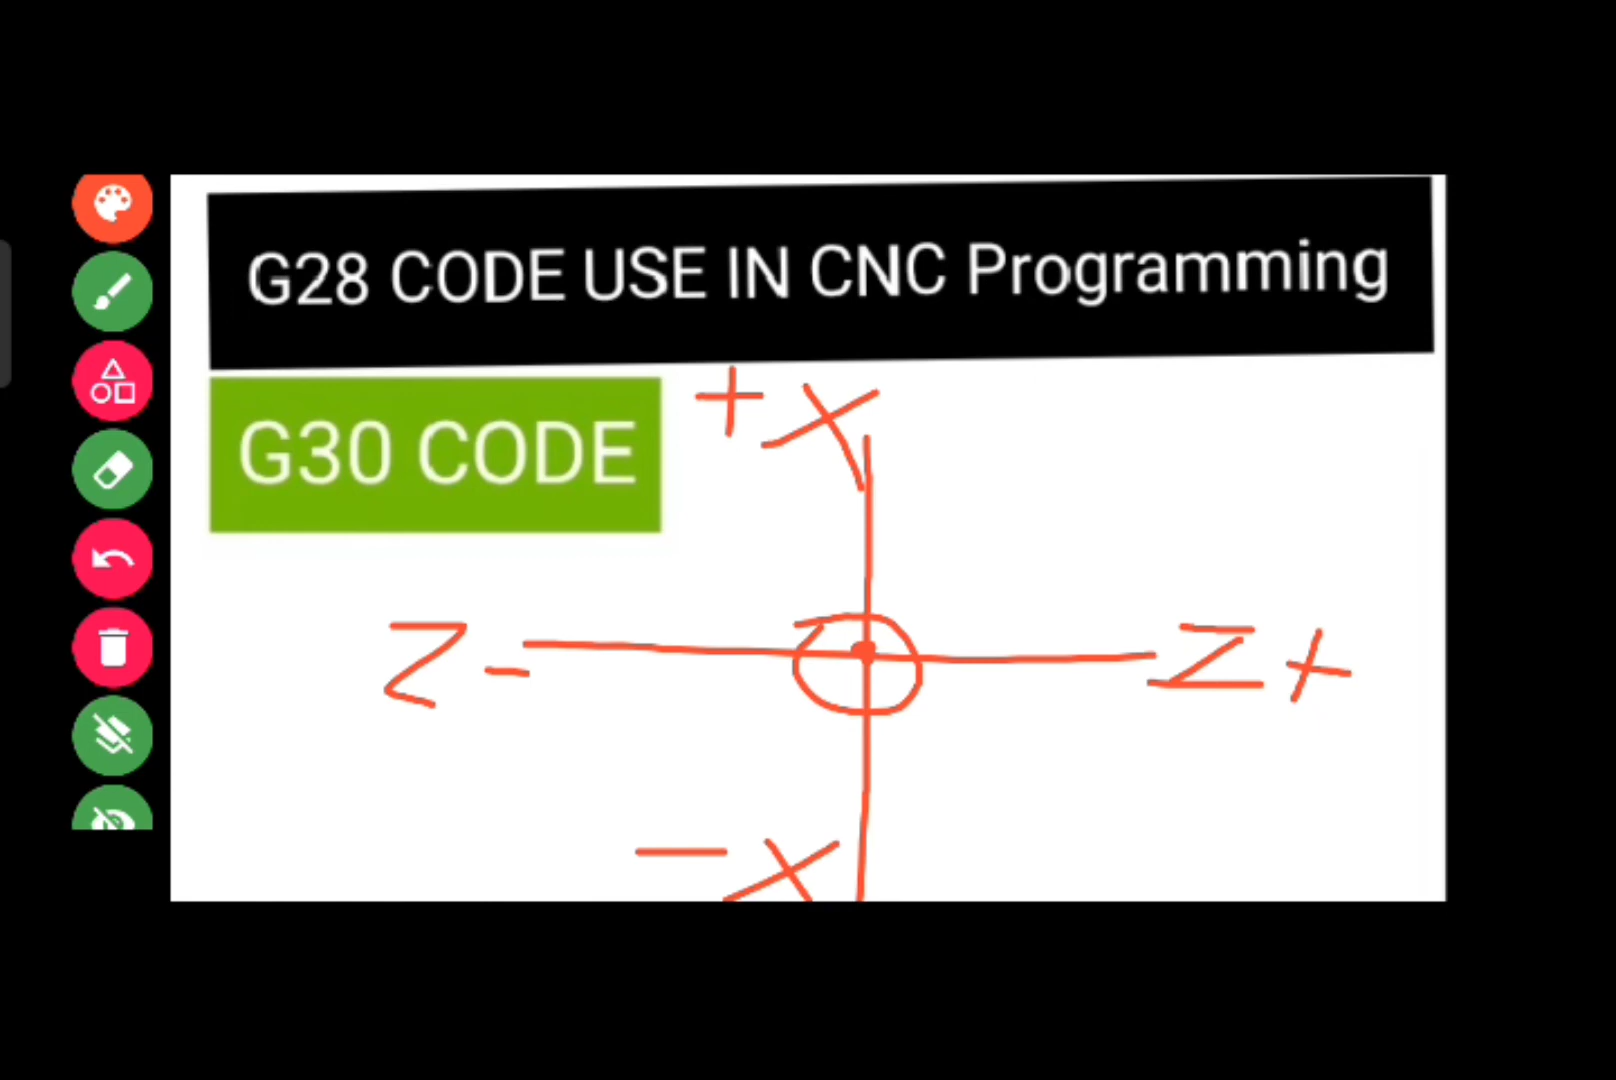 G28 CODE USE IN CNC Programming
G30 CODE
+X
Z-
Z+
-X